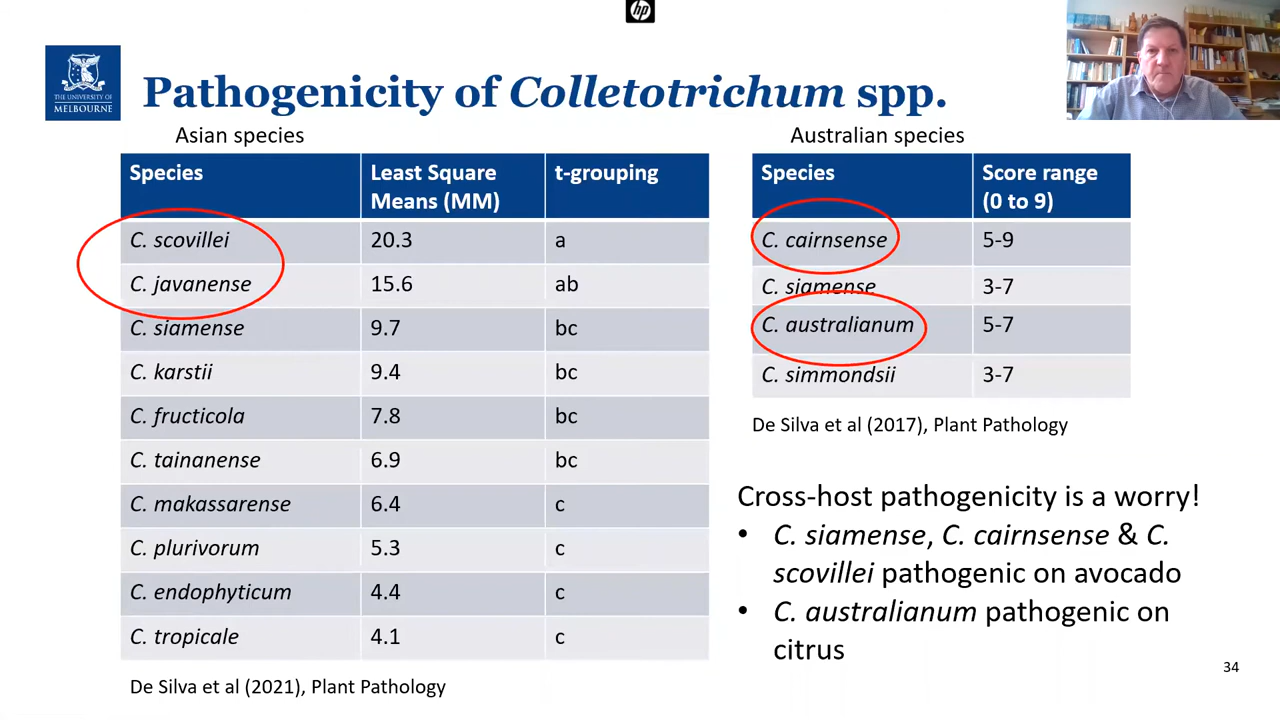 hp
THE UNIVERSITY OF
MELBOURNE
Pathogenicity of Colletotrichum spp.
Asian species
Species Least Square Means (MM) t-grouping
C. scovillei 20.3 a
C. javanense 15.6 ab
C. siamense 9.7 bc
C. karstii 9.4 bc
C. fructicola 7.8 bc
C. tainanense 6.9 bc
C. makassarense 6.4 c
C. plurivorum 5.3 c
C. endophyticum 4.4 c
C. tropicale 4.1 c
De Silva et al (2021), Plant Pathology
Australian species
Species Score range (0 to 9)
C. cairnsense 5-9
C. siamense 3-7
C. australianum 5-7
C. simmondsii 3-7
De Silva et al (2017), Plant Pathology
Cross-host pathogenicity is a worry!
• C. siamense, C. cairnsense & C.
scovillei pathogenic on avocado
• C. australianum pathogenic on
citrus
34